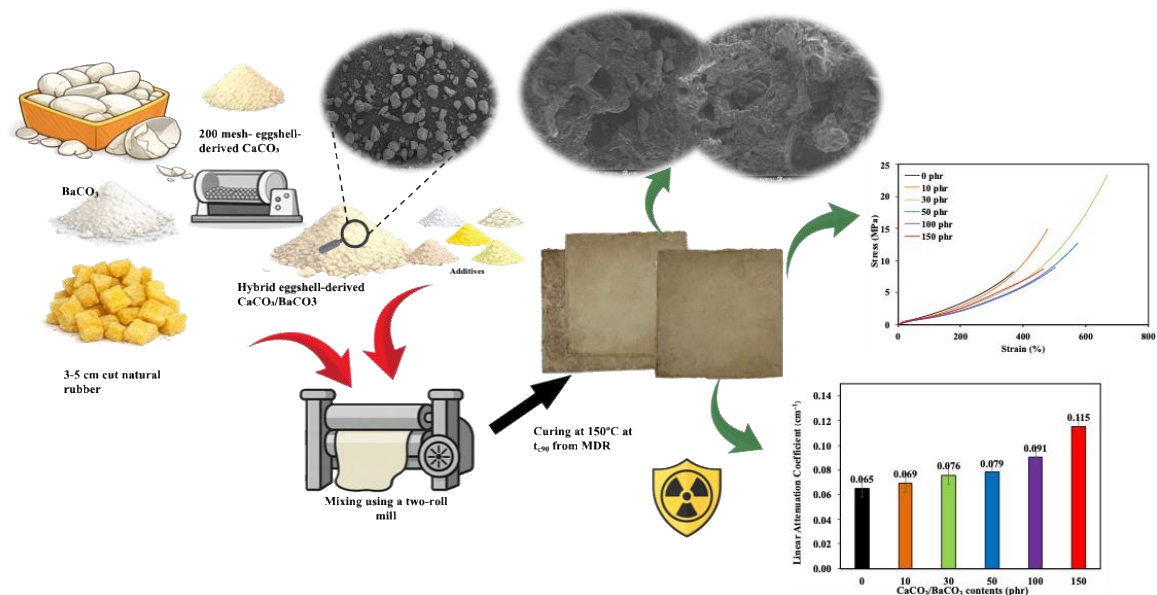 200 mesh- eggshell-
derived CaCO₃
BaCO₃
Hybrid eggshell-derived
CaCO₃/BaCO3
Additives
3-5 cm cut natural
rubber
Mixing using a two-roll
mill
Curing at 150°C at
t꜀₉₀ from MDR
Stress (MPa)
25
20
15
10
5
0
0 phr
10 phr
30 phr
50 phr
100 phr
150 phr
0 200 400 600 800
Strain (%)
Linear Attenuation Coefficient (cm⁻¹)
0.14
0.12
0.10
0.08
0.06
0.04
0.02
0.00
0.065 0.069 0.076 0.079 0.091 0.115
0 10 30 50 100 150
CaCO₃/BaCO₃ contents (phr)